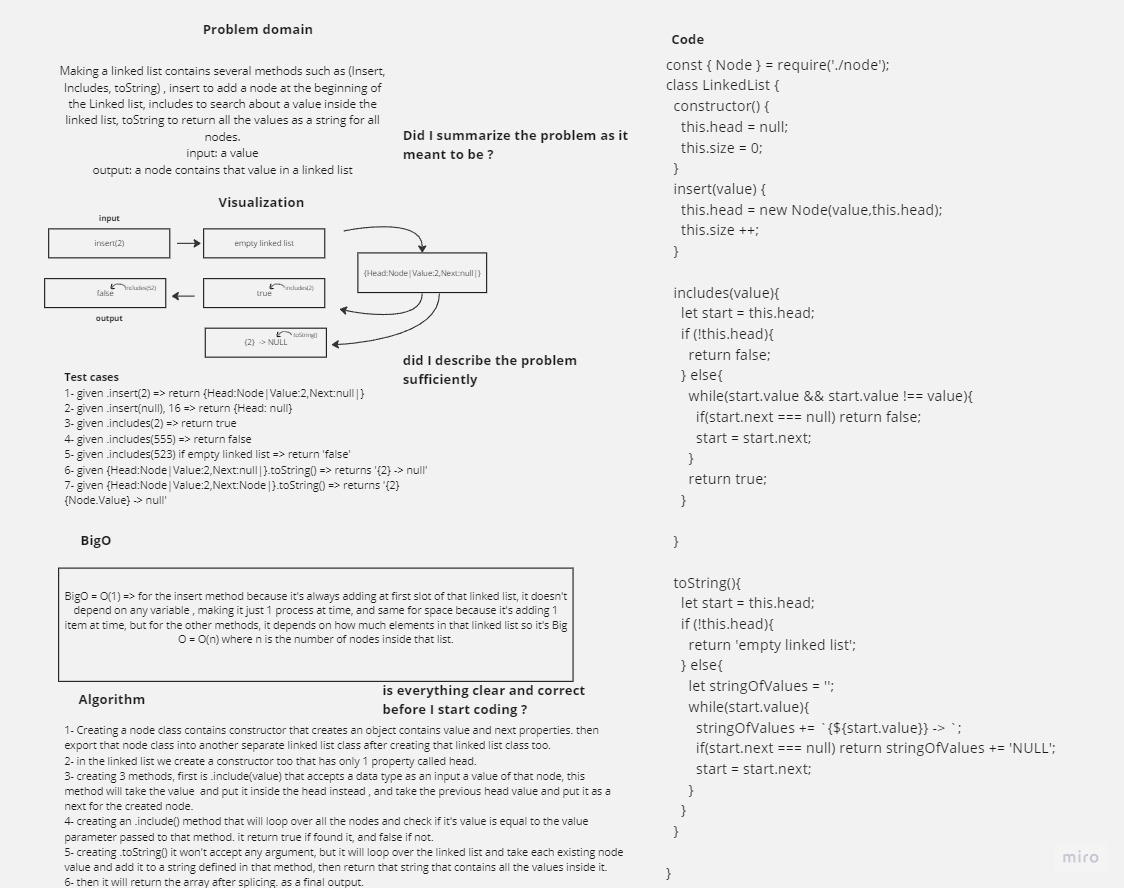 Problem domain
Making a linked list contains several methods such as (Insert,
Includes, toString) , insert to add a node at the beginning of
the Linked list, includes to search about a value inside the
linked list, toString to return all the values as a string for all
nodes.
input: a value
output: a node contains that value in a linked list
Did I summarize the problem as it
meant to be ?
Visualization
input
insert(2)
empty linked list
{Head:Node|Value:2,Next:null|}
false
includes(52)
true
includes(2)
output
{2} -> NULL
toString()
did I describe the problem
sufficiently
Test cases
1- given .insert(2) => return {Head:Node|Value:2,Next:null|}
2- given .insert(null), 16 => return {Head: null}
3- given .includes(2) => return true
4- given .includes(555) => return false
5- given .includes(523) if empty linked list => return 'false'
6- given {Head:Node|Value:2,Next:null|}.toString() => returns '{2} -> null'
7- given {Head:Node|Value:2,Next:Node|}.toString() => returns '{2}
{Node.Value} -> null'
BigO
BigO = O(1) => for the insert method because it's always adding at first slot of that linked list, it doesn't
depend on any variable , making it just 1 process at time, and same for space because it's adding 1
item at time, but for the other methods, it depends on how much elements in that linked list so it's Big
O = O(n) where n is the number of nodes inside that list.
is everything clear and correct
before I start coding ?
Algorithm
1- Creating a node class contains constructor that creates an object contains value and next properties. then
export that node class into another separate linked list class after creating that linked list class too.
2- in the linked list we create a constructor too that has only 1 property called head.
3- creating 3 methods, first is .include(value) that accepts a data type as an input a value of that node, this
method will take the value and put it inside the head instead , and take the previous head value and put it as a
next for the created node.
4- creating an .include() method that will loop over all the nodes and check if it's value is equal to the value
parameter passed to that method. it return true if found it, and false if not.
5- creating .toString() it won't accept any argument, but it will loop over the linked list and take each existing node
value and add it to a string defined in that method, then return that string that contains all the values inside it.
6- then it will return the array after splicing. as a final output.
Code
const { Node } = require('./node');
class LinkedList {
constructor() {
this.head = null;
this.size = 0;
}
insert(value) {
this.head = new Node(value,this.head);
this.size ++;
}
includes(value){
let start = this.head;
if (!this.head){
return false;
} else{
while(start.value && start.value !== value){
if(start.next === null) return false;
start = start.next;
}
return true;
}
}
toString(){
let start = this.head;
if (!this.head){
return 'empty linked list';
} else{
let stringOfValues = '';
while(start.value){
stringOfValues += `{${start.value}} -> `;
if(start.next === null) return stringOfValues += 'NULL';
start = start.next;
}
}
}
}
miro